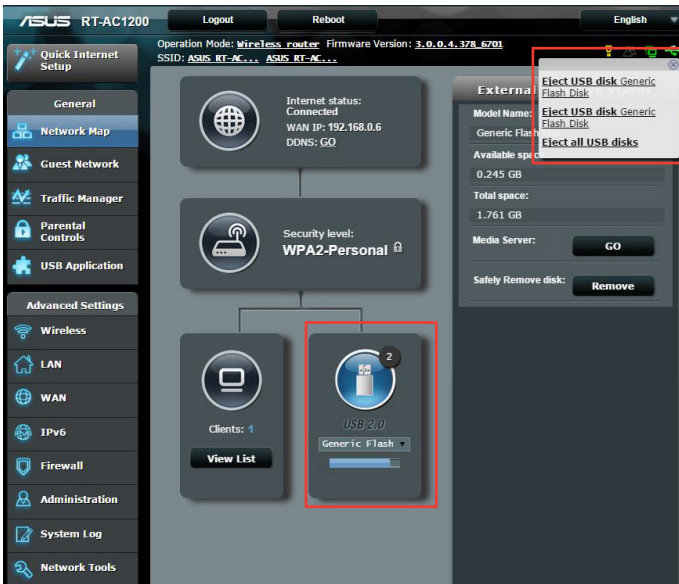 ASUS RT-AC1200
Logout
Reboot
English
Quick Internet
Setup
Operation Mode: Wireless router Firmware Version: 3.0.0.4.378_6701
SSID: ASUS RT-AC... ASUS RT-AC...
General
Network Map
Guest Network
Traffic Manager
Parental
Controls
USB Application
Advanced Settings
Wireless
LAN
WAN
IPv6
Firewall
Administration
System Log
Network Tools
Internet status:
Connected
WAN IP: 192.168.0.6
DDNS: GO
Security level:
WPA2-Personal
Clients: 1
View List
2
USB 2.0
Generic Flash
Eject USB disk Generic
Flash Disk
Eject USB disk Generic
Flash Disk
Eject all USB disks
External
Model Name:
Generic Flash
Available spac
0.245 GB
Total space:
1.761 GB
Media Server:
GO
Safely Remove disk:
Remove